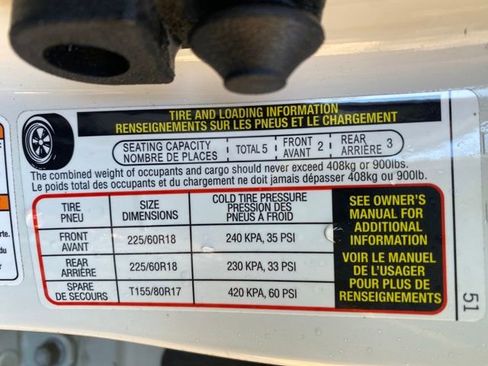 TIRE AND LOADING INFORMATION
RENSEIGNEMENTS SUR LES PNEUS ET LE CHARGEMENT
SEATING CAPACITY
NOMBRE DE PLACES
TOTAL 5
FRONT
AVANT 2
REAR
ARRIÈRE 3
The combined weight of occupants and cargo should never exceed 408kg or 900lbs.
Le poids total des occupants et du chargement ne doit jamais dépasser 408kg ou 900lb.
TIRE
PNEU
SIZE
DIMENSIONS
COLD TIRE PRESSURE
PRESSION DES
PNEUS À FROID
FRONT
AVANT
225/60R18
240 KPA, 35 PSI
REAR
ARRIÈRE
225/60R18
230 KPA, 33 PSI
SPARE
DE SECOURS
T155/80R17
420 KPA, 60 PSI
SEE OWNER'S
MANUAL FOR
ADDITIONAL
INFORMATION
VOIR LE MANUEL
DE L'USAGER
POUR PLUS DE
RENSEIGNEMENTS
51